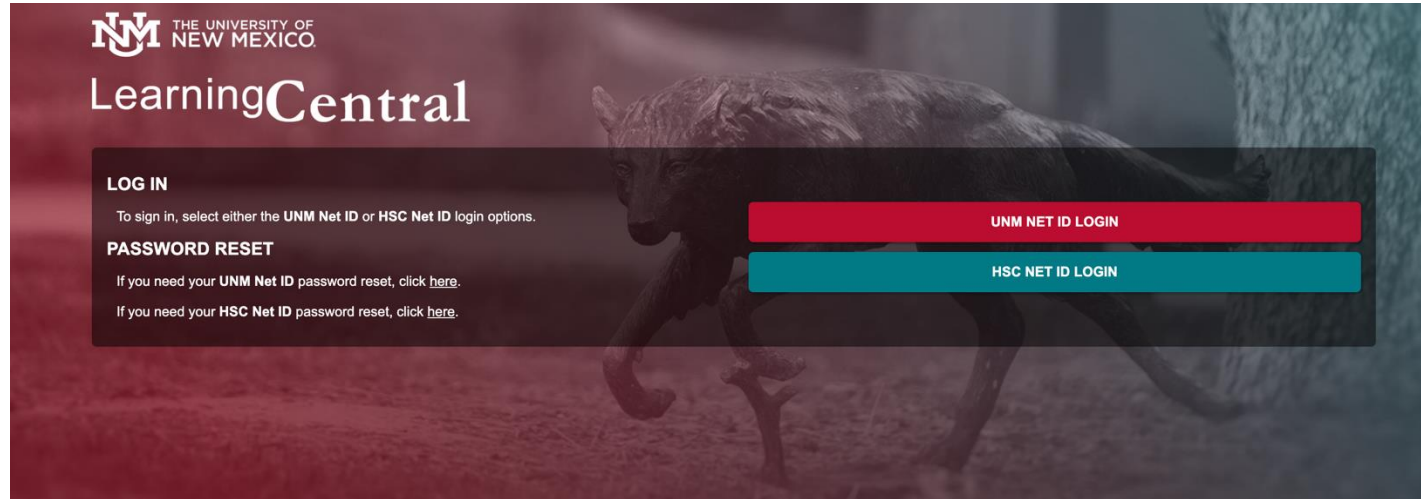 UNM THE UNIVERSITY OF
NEW MEXICO.
LearningCentral
LOG IN
To sign in, select either the UNM Net ID or HSC Net ID login options.
PASSWORD RESET
If you need your UNM Net ID password reset, click here.
If you need your HSC Net ID password reset, click here.
UNM NET ID LOGIN
HSC NET ID LOGIN